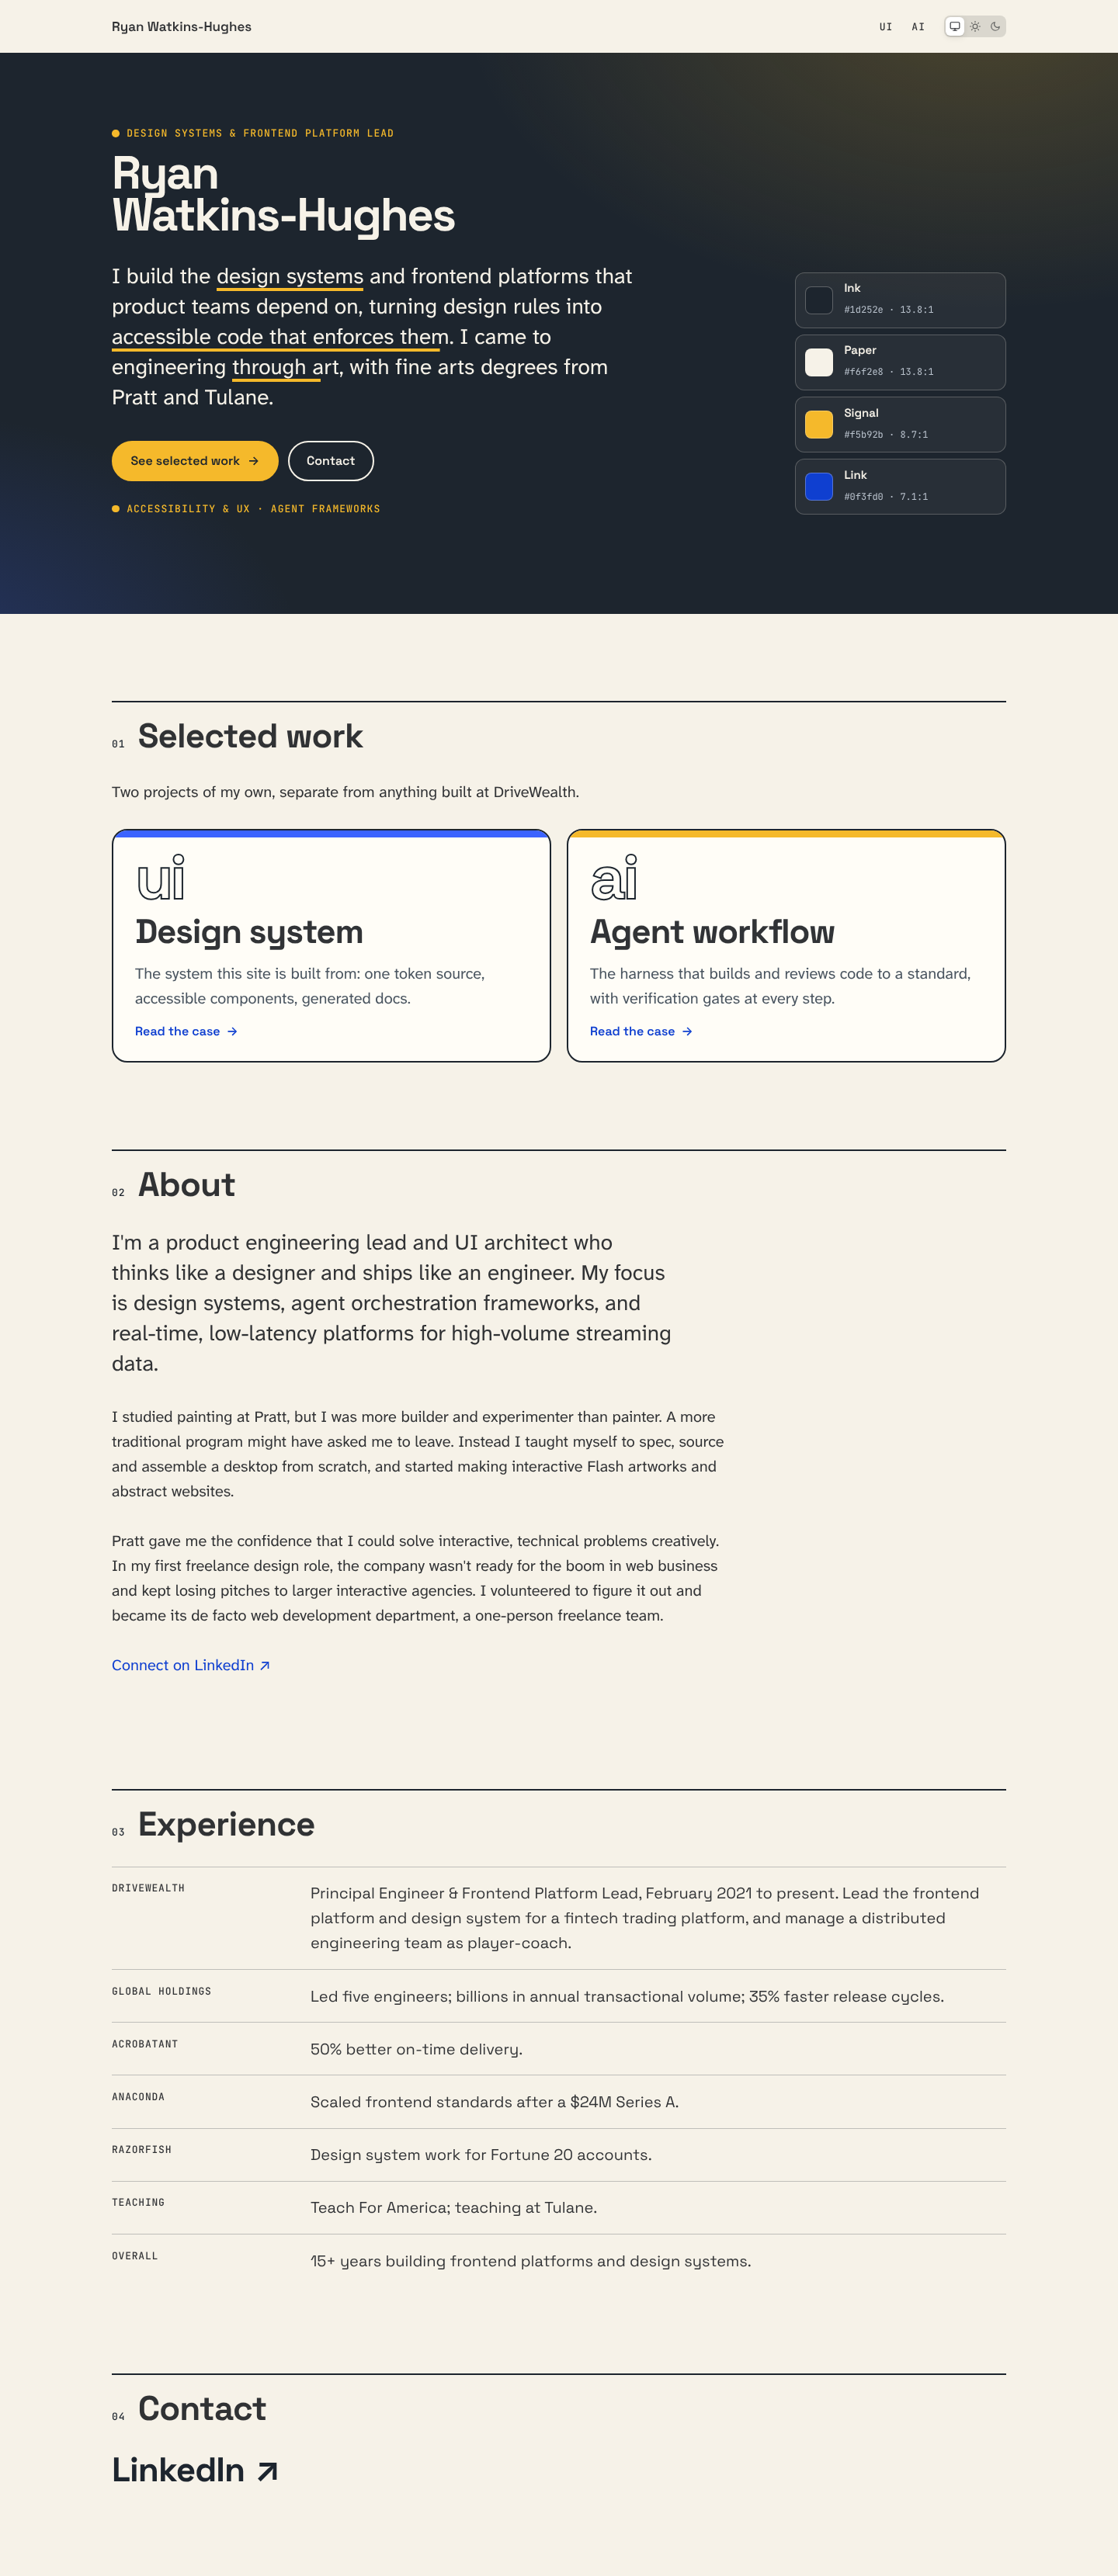 Ryan Watkins-Hughes
UI AI
DESIGN SYSTEMS & FRONTEND PLATFORM LEAD
Ryan
Watkins-Hughes
I build the design systems and frontend platforms that
product teams depend on, turning design rules into
accessible code that enforces them. I came to
engineering through art, with fine arts degrees from
Pratt and Tulane.
See selected work →
Contact
ACCESSIBILITY & UX · AGENT FRAMEWORKS
Ink
#1d252e · 13.8:1
Paper
#f6f2e8 · 13.8:1
Signal
#f5b92b · 8.7:1
Link
#0f3fd0 · 7.1:1
01 Selected work
Two projects of my own, separate from anything built at DriveWealth.
ui
Design system
The system this site is built from: one token source,
accessible components, generated docs.
Read the case →
ai
Agent workflow
The harness that builds and reviews code to a standard,
with verification gates at every step.
Read the case →
02 About
I'm a product engineering lead and UI architect who
thinks like a designer and ships like an engineer. My focus
is design systems, agent orchestration frameworks, and
real-time, low-latency platforms for high-volume streaming
data.
I studied painting at Pratt, but I was more builder and experimenter than painter. A more
traditional program might have asked me to leave. Instead I taught myself to spec, source
and assemble a desktop from scratch, and started making interactive Flash artworks and
abstract websites.
Pratt gave me the confidence that I could solve interactive, technical problems creatively.
In my first freelance design role, the company wasn't ready for the boom in web business
and kept losing pitches to larger interactive agencies. I volunteered to figure it out and
became its de facto web development department, a one-person freelance team.
Connect on LinkedIn ↗
03 Experience
DRIVEWEALTH
Principal Engineer & Frontend Platform Lead, February 2021 to present. Lead the frontend
platform and design system for a fintech trading platform, and manage a distributed
engineering team as player-coach.
GLOBAL HOLDINGS
Led five engineers; billions in annual transactional volume; 35% faster release cycles.
ACROBATANT
50% better on-time delivery.
ANACONDA
Scaled frontend standards after a $24M Series A.
RAZORFISH
Design system work for Fortune 20 accounts.
TEACHING
Teach For America; teaching at Tulane.
OVERALL
15+ years building frontend platforms and design systems.
04 Contact
LinkedIn ↗